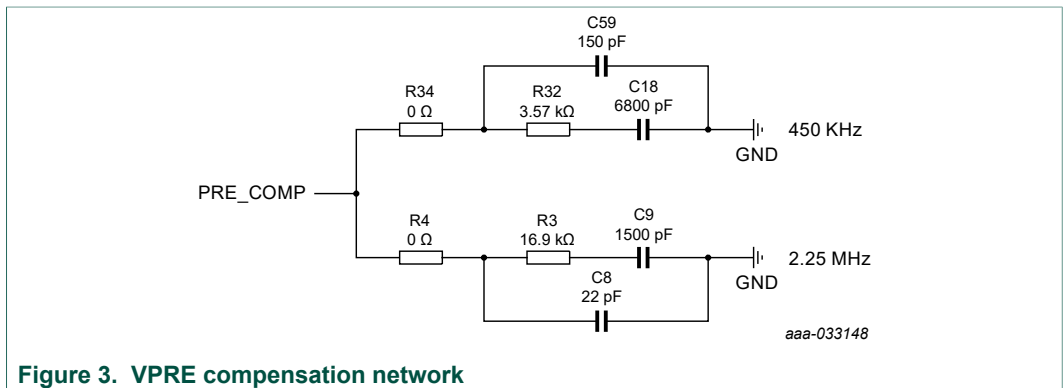 C59
150 pF
R34
0 Ω
R32
3.57 kΩ
C18
6800 pF
450 KHz
GND
PRE_COMP
R4
0 Ω
R3
16.9 kΩ
C9
1500 pF
2.25 MHz
GND
C8
22 pF
aaa-033148
Figure 3. VPRE compensation network